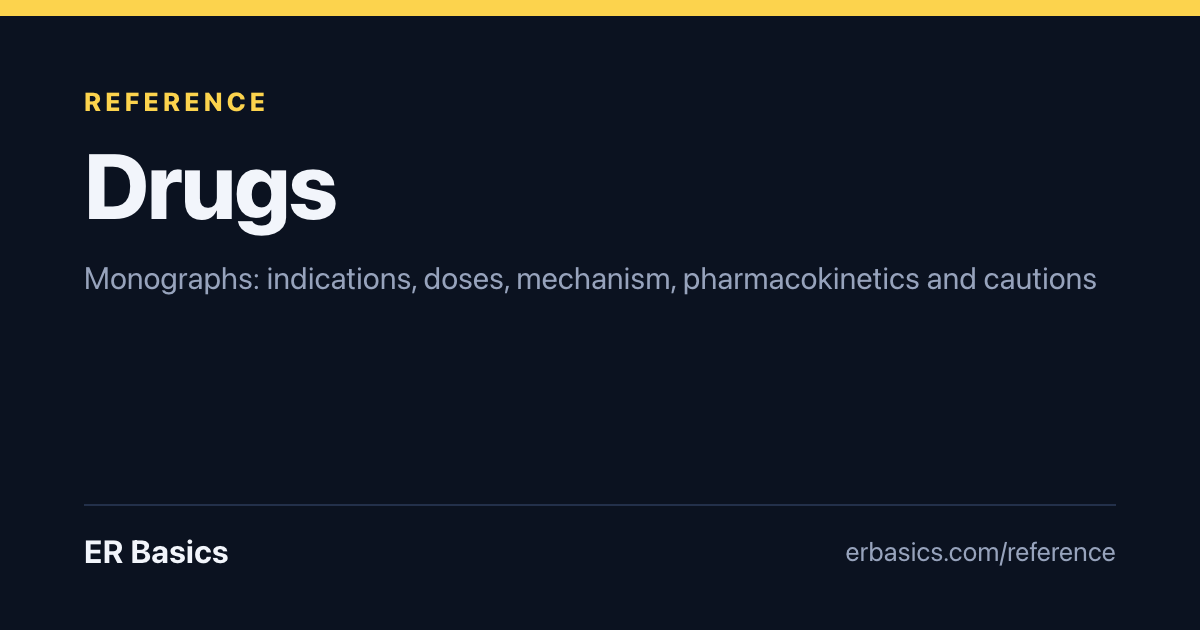 REFERENCE
Drugs
Monographs: indications, doses, mechanism, pharmacokinetics and cautions
ER Basics
erbasics.com/reference